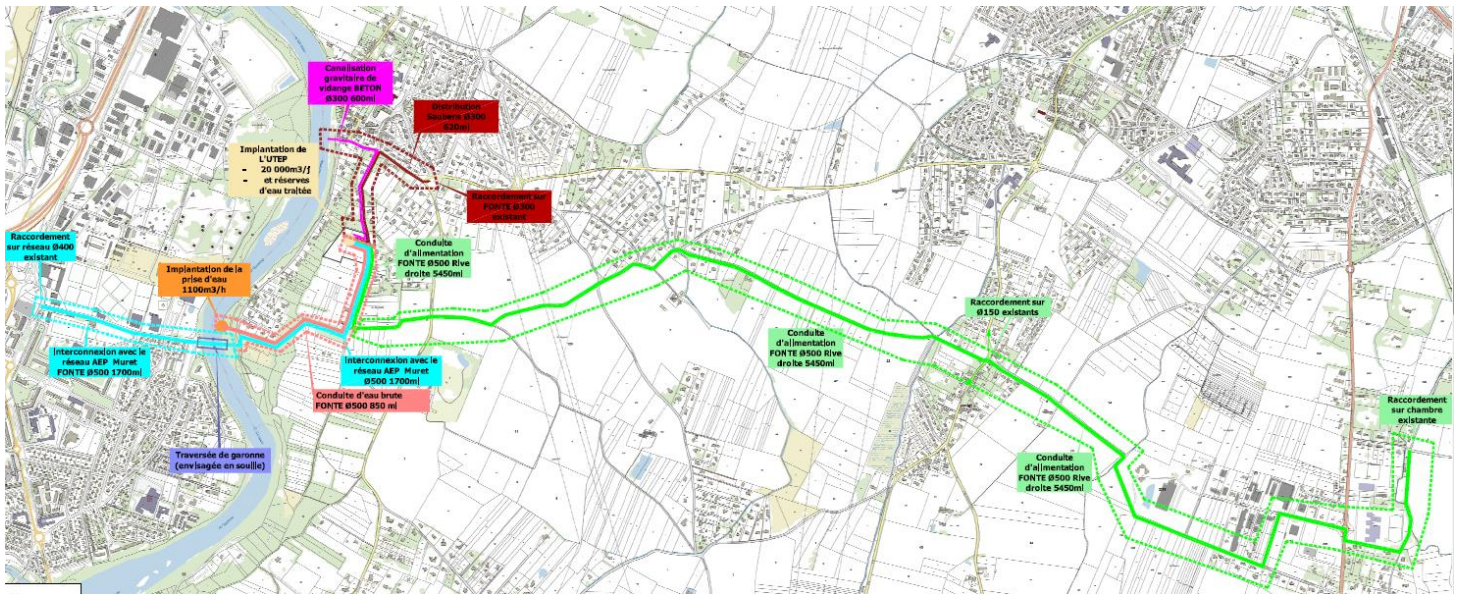 Canalisation
gravitaire de
vidange BETON
Ø300 600ml
Distribution
Saubens Ø300
830ml
Implantation de
L'UTEP
- 20 000m3/j
- et réserves
d'eau traitée
Raccordement sur
FONTE Ø300
existant
Raccordement
sur réseau Ø400
existant
Conduite
d'alimentation
FONTE Ø500 Rive
droite 5450ml
Implantation de la
prise d'eau
1100m3/h
Raccordement sur
Ø150 existants
Conduite
d'alimentation
FONTE Ø500 Rive
droite 5450ml
Interconnexion avec le
réseau AEP Muret
FONTE Ø500 1700ml
Interconnexion avec le
réseau AEP Muret
Ø500 1700ml
Conduite d'eau brute
FONTE Ø500 850 ml
Raccordement
sur chambre
existante
Traversée de garonne
(envisagée en souille)
Conduite
d'alimentation
FONTE Ø500 Rive
droite 5450ml